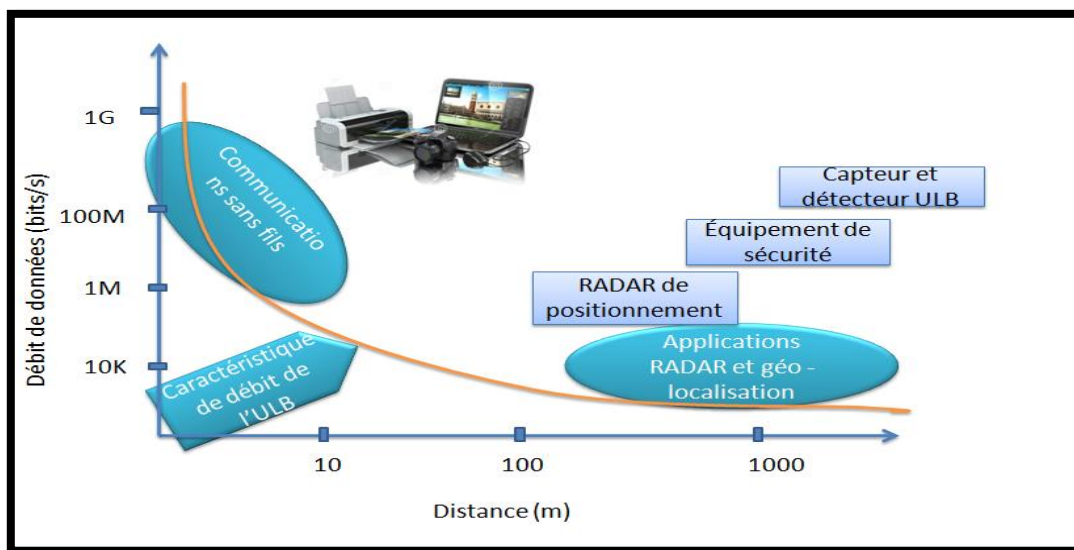 Débit de données (bits/s)
1G
100M
1M
10K
Communicatio
ns sans fils
Caractéristique
de débit de
l'ULB
Capteur et
détecteur ULB
Équipement de
sécurité
RADAR de
positionnement
Applications
RADAR et géo -
localisation
10
100
1000
Distance (m)